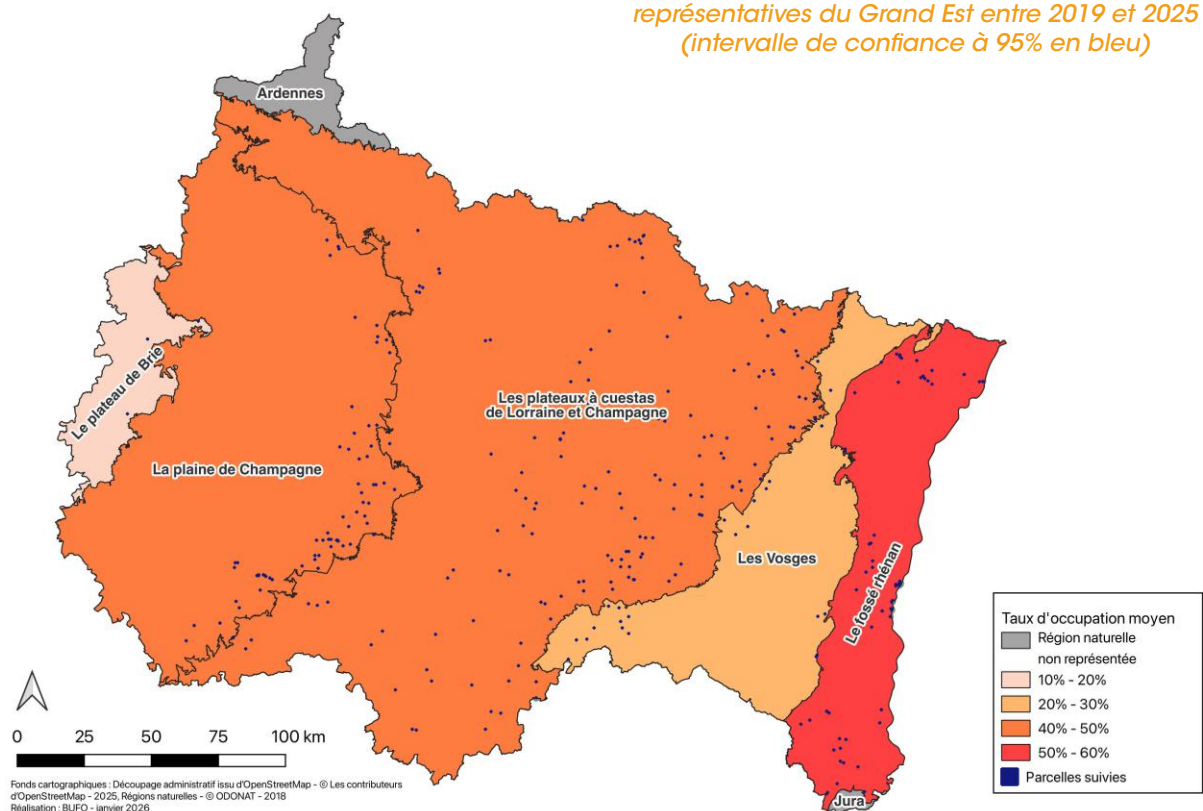 représentatives du Grand Est entre 2019 et 2025
(intervalle de confiance à 95% en bleu)
Ardennes
Le plateau de Brie
Les plateaux à cuestas
de Lorraine et Champagne
La plaine de Champagne
Les Vosges
Le fossé rhénan
Jura
Taux d'occupation moyen
Région naturelle
non représentée
10% - 20%
20% - 30%
40% - 50%
50% - 60%
Parcelles suivies
0 25 50 75 100 km
Fonds cartographiques : Découpage administratif issu d'OpenStreetMap - © Les contributeurs
d'OpenStreetMap - 2025, Régions naturelles - © ODONAT - 2018
Réalisation : BUFO - janvier 2026